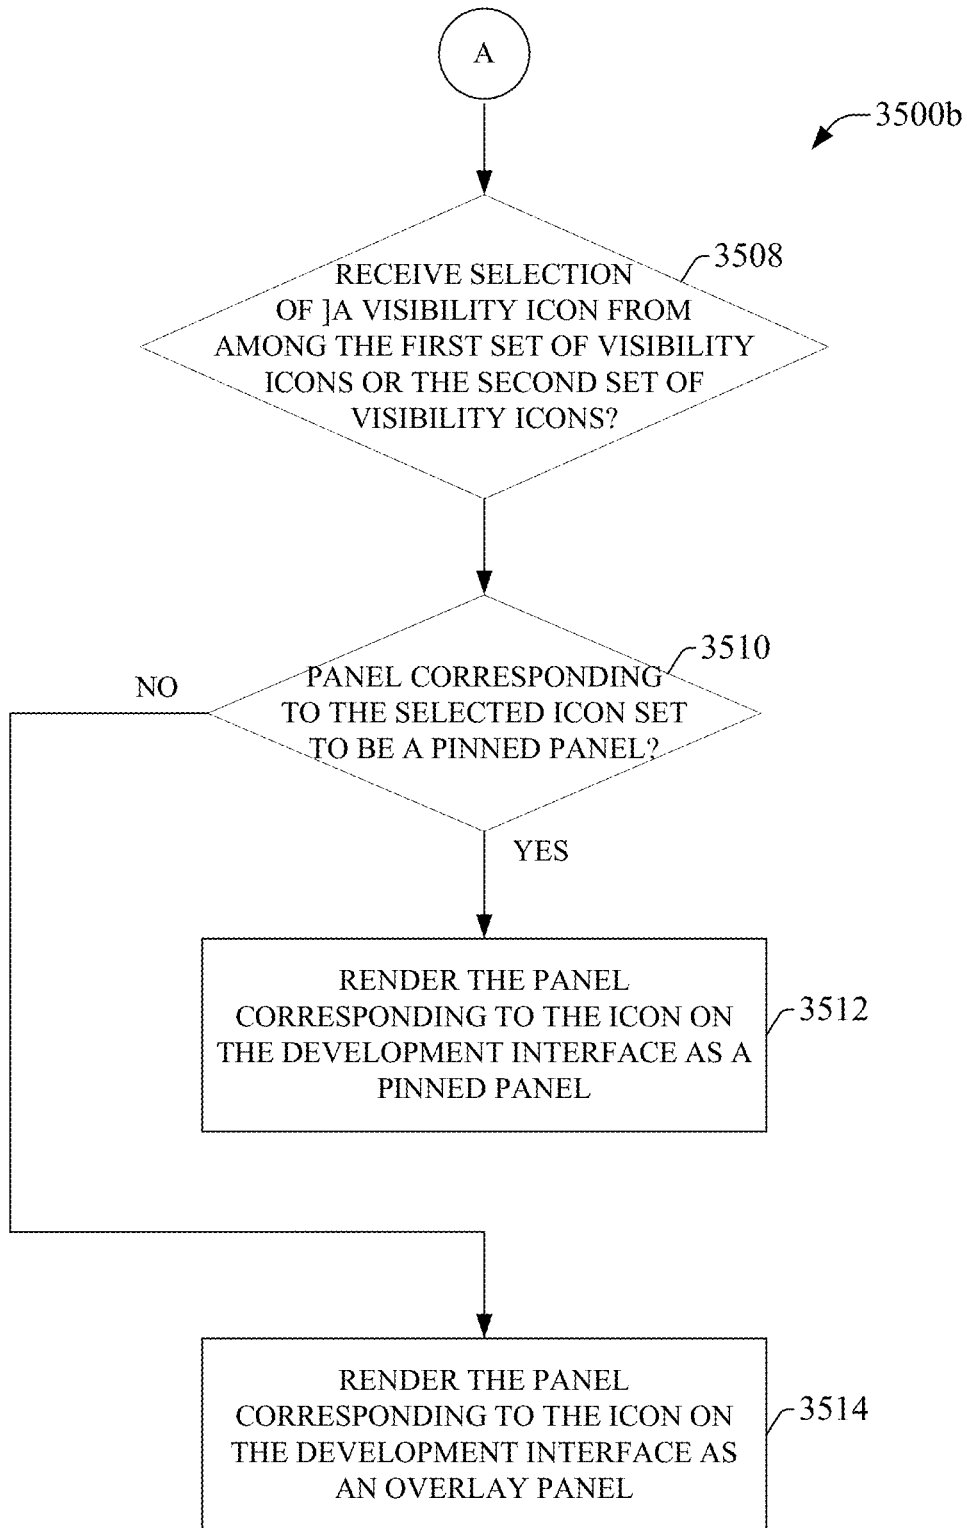 A
3500b
3508
RECEIVE SELECTION
OF ]A VISIBILITY ICON FROM
AMONG THE FIRST SET OF VISIBILITY
ICONS OR THE SECOND SET OF
VISIBILITY ICONS?
3510
NO
PANEL CORRESPONDING
TO THE SELECTED ICON SET
TO BE A PINNED PANEL?
YES
RENDER THE PANEL
CORRESPONDING TO THE ICON ON
THE DEVELOPMENT INTERFACE AS A
PINNED PANEL
3512
RENDER THE PANEL
CORRESPONDING TO THE ICON ON
THE DEVELOPMENT INTERFACE AS
AN OVERLAY PANEL
3514